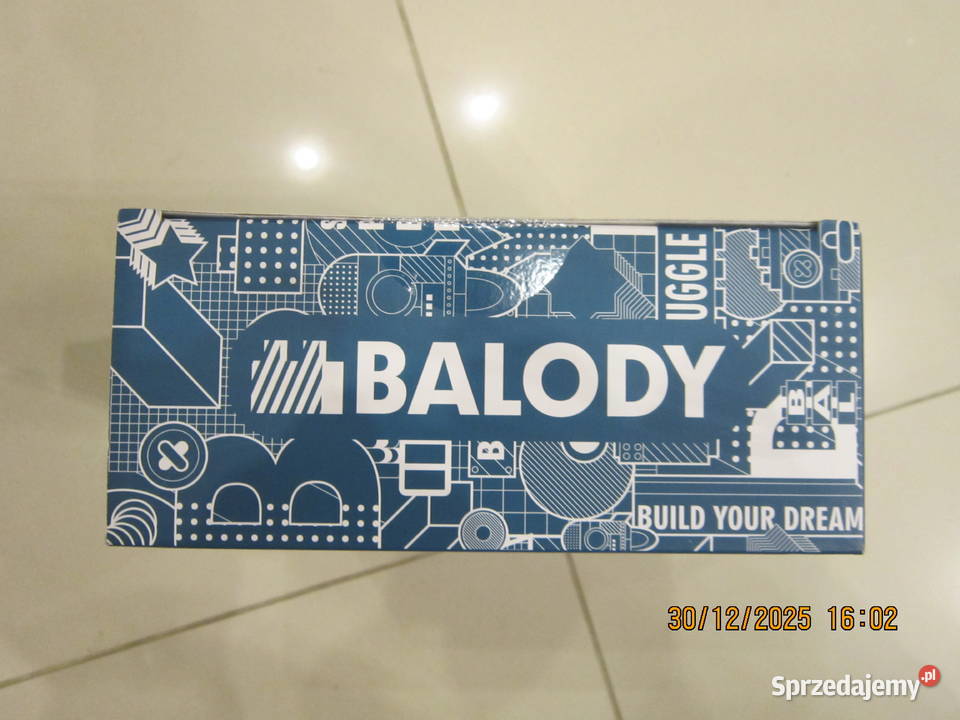 UGGLE
BALODY
B
A
L
B
BUILD YOUR DREAM
30/12/2025 16:02
Sprzedajemy.pl